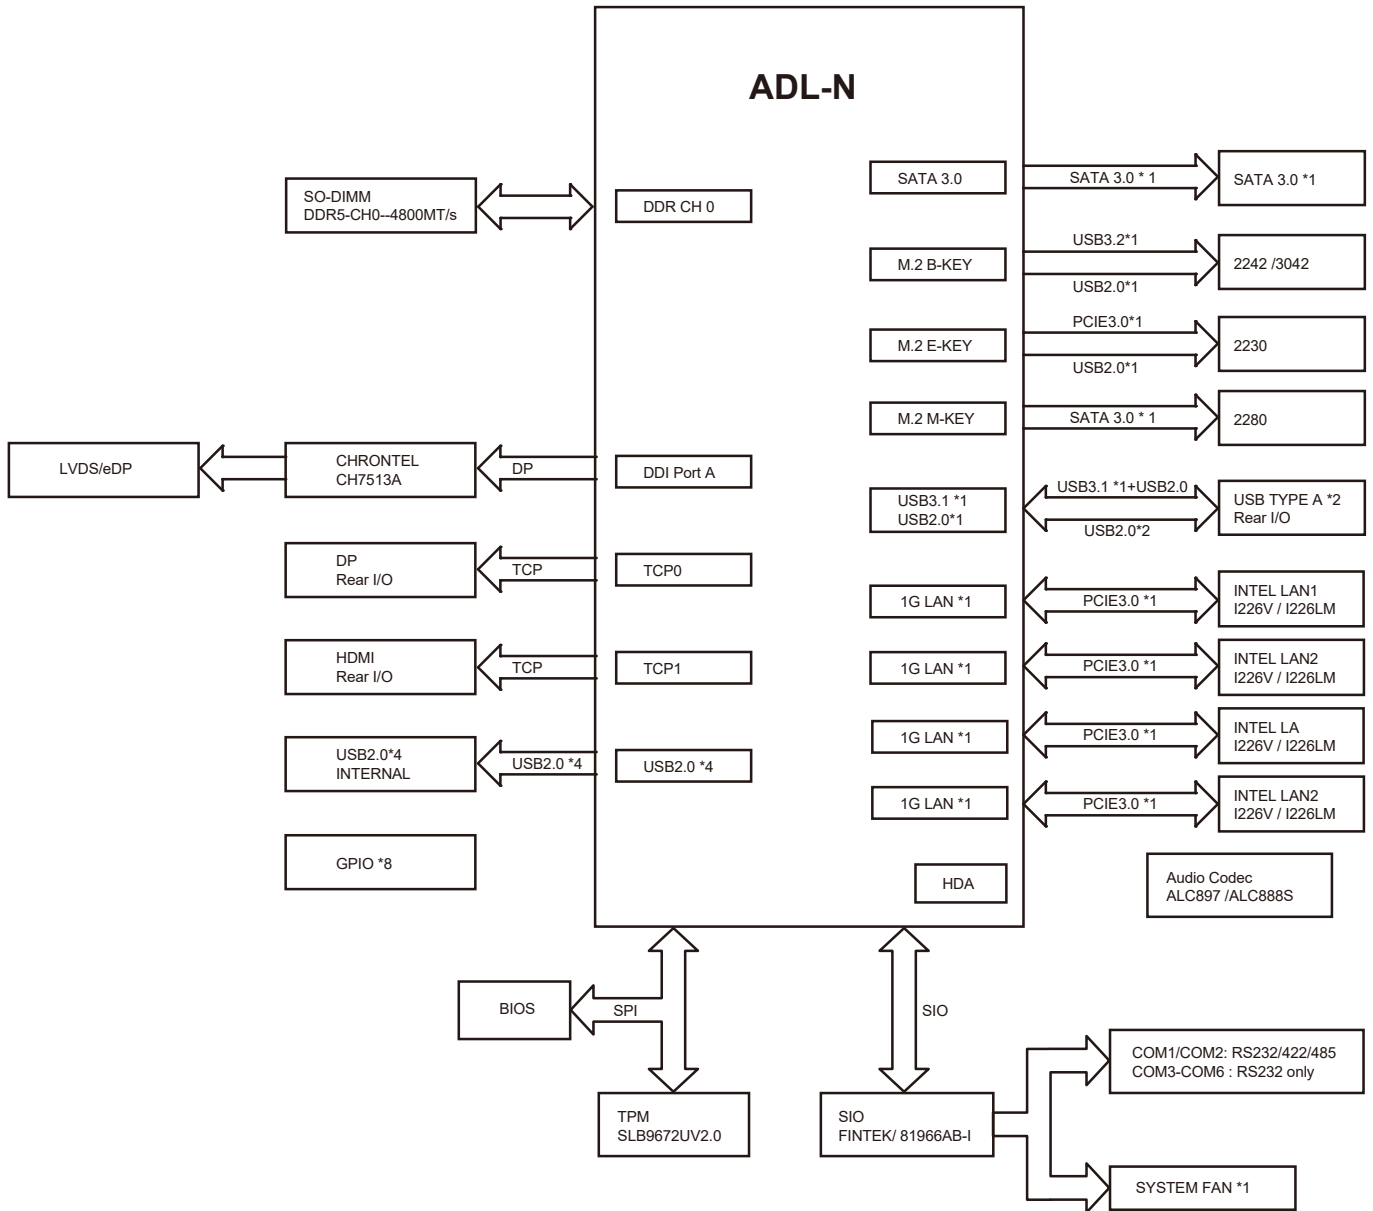 ADL-N
SO-DIMM
DDR5-CH0--4800MT/s
DDR CH 0
SATA 3.0
SATA 3.0 * 1
SATA 3.0 *1
M.2 B-KEY
USB3.2*1
USB2.0*1
2242 /3042
M.2 E-KEY
PCIE3.0*1
USB2.0*1
2230
M.2 M-KEY
SATA 3.0 * 1
2280
LVDS/eDP
CHRONTEL
CH7513A
DP
DDI Port A
USB3.1 *1
USB2.0*1
USB3.1 *1+USB2.0
USB2.0*2
USB TYPE A *2
Rear I/O
DP
Rear I/O
TCP
TCP0
1G LAN *1
PCIE3.0 *1
INTEL LAN1
I226V / I226LM
HDMI
Rear I/O
TCP
TCP1
1G LAN *1
PCIE3.0 *1
INTEL LAN2
I226V / I226LM
USB2.0*4
INTERNAL
USB2.0 *4
USB2.0 *4
1G LAN *1
PCIE3.0 *1
INTEL LA
I226V / I226LM
1G LAN *1
PCIE3.0 *1
INTEL LAN2
I226V / I226LM
GPIO *8
HDA
Audio Codec
ALC897 /ALC888S
BIOS
SPI
SIO
TPM
SLB9672UV2.0
SIO
FINTEK/ 81966AB-I
COM1/COM2: RS232/422/485
COM3-COM6 : RS232 only
SYSTEM FAN *1